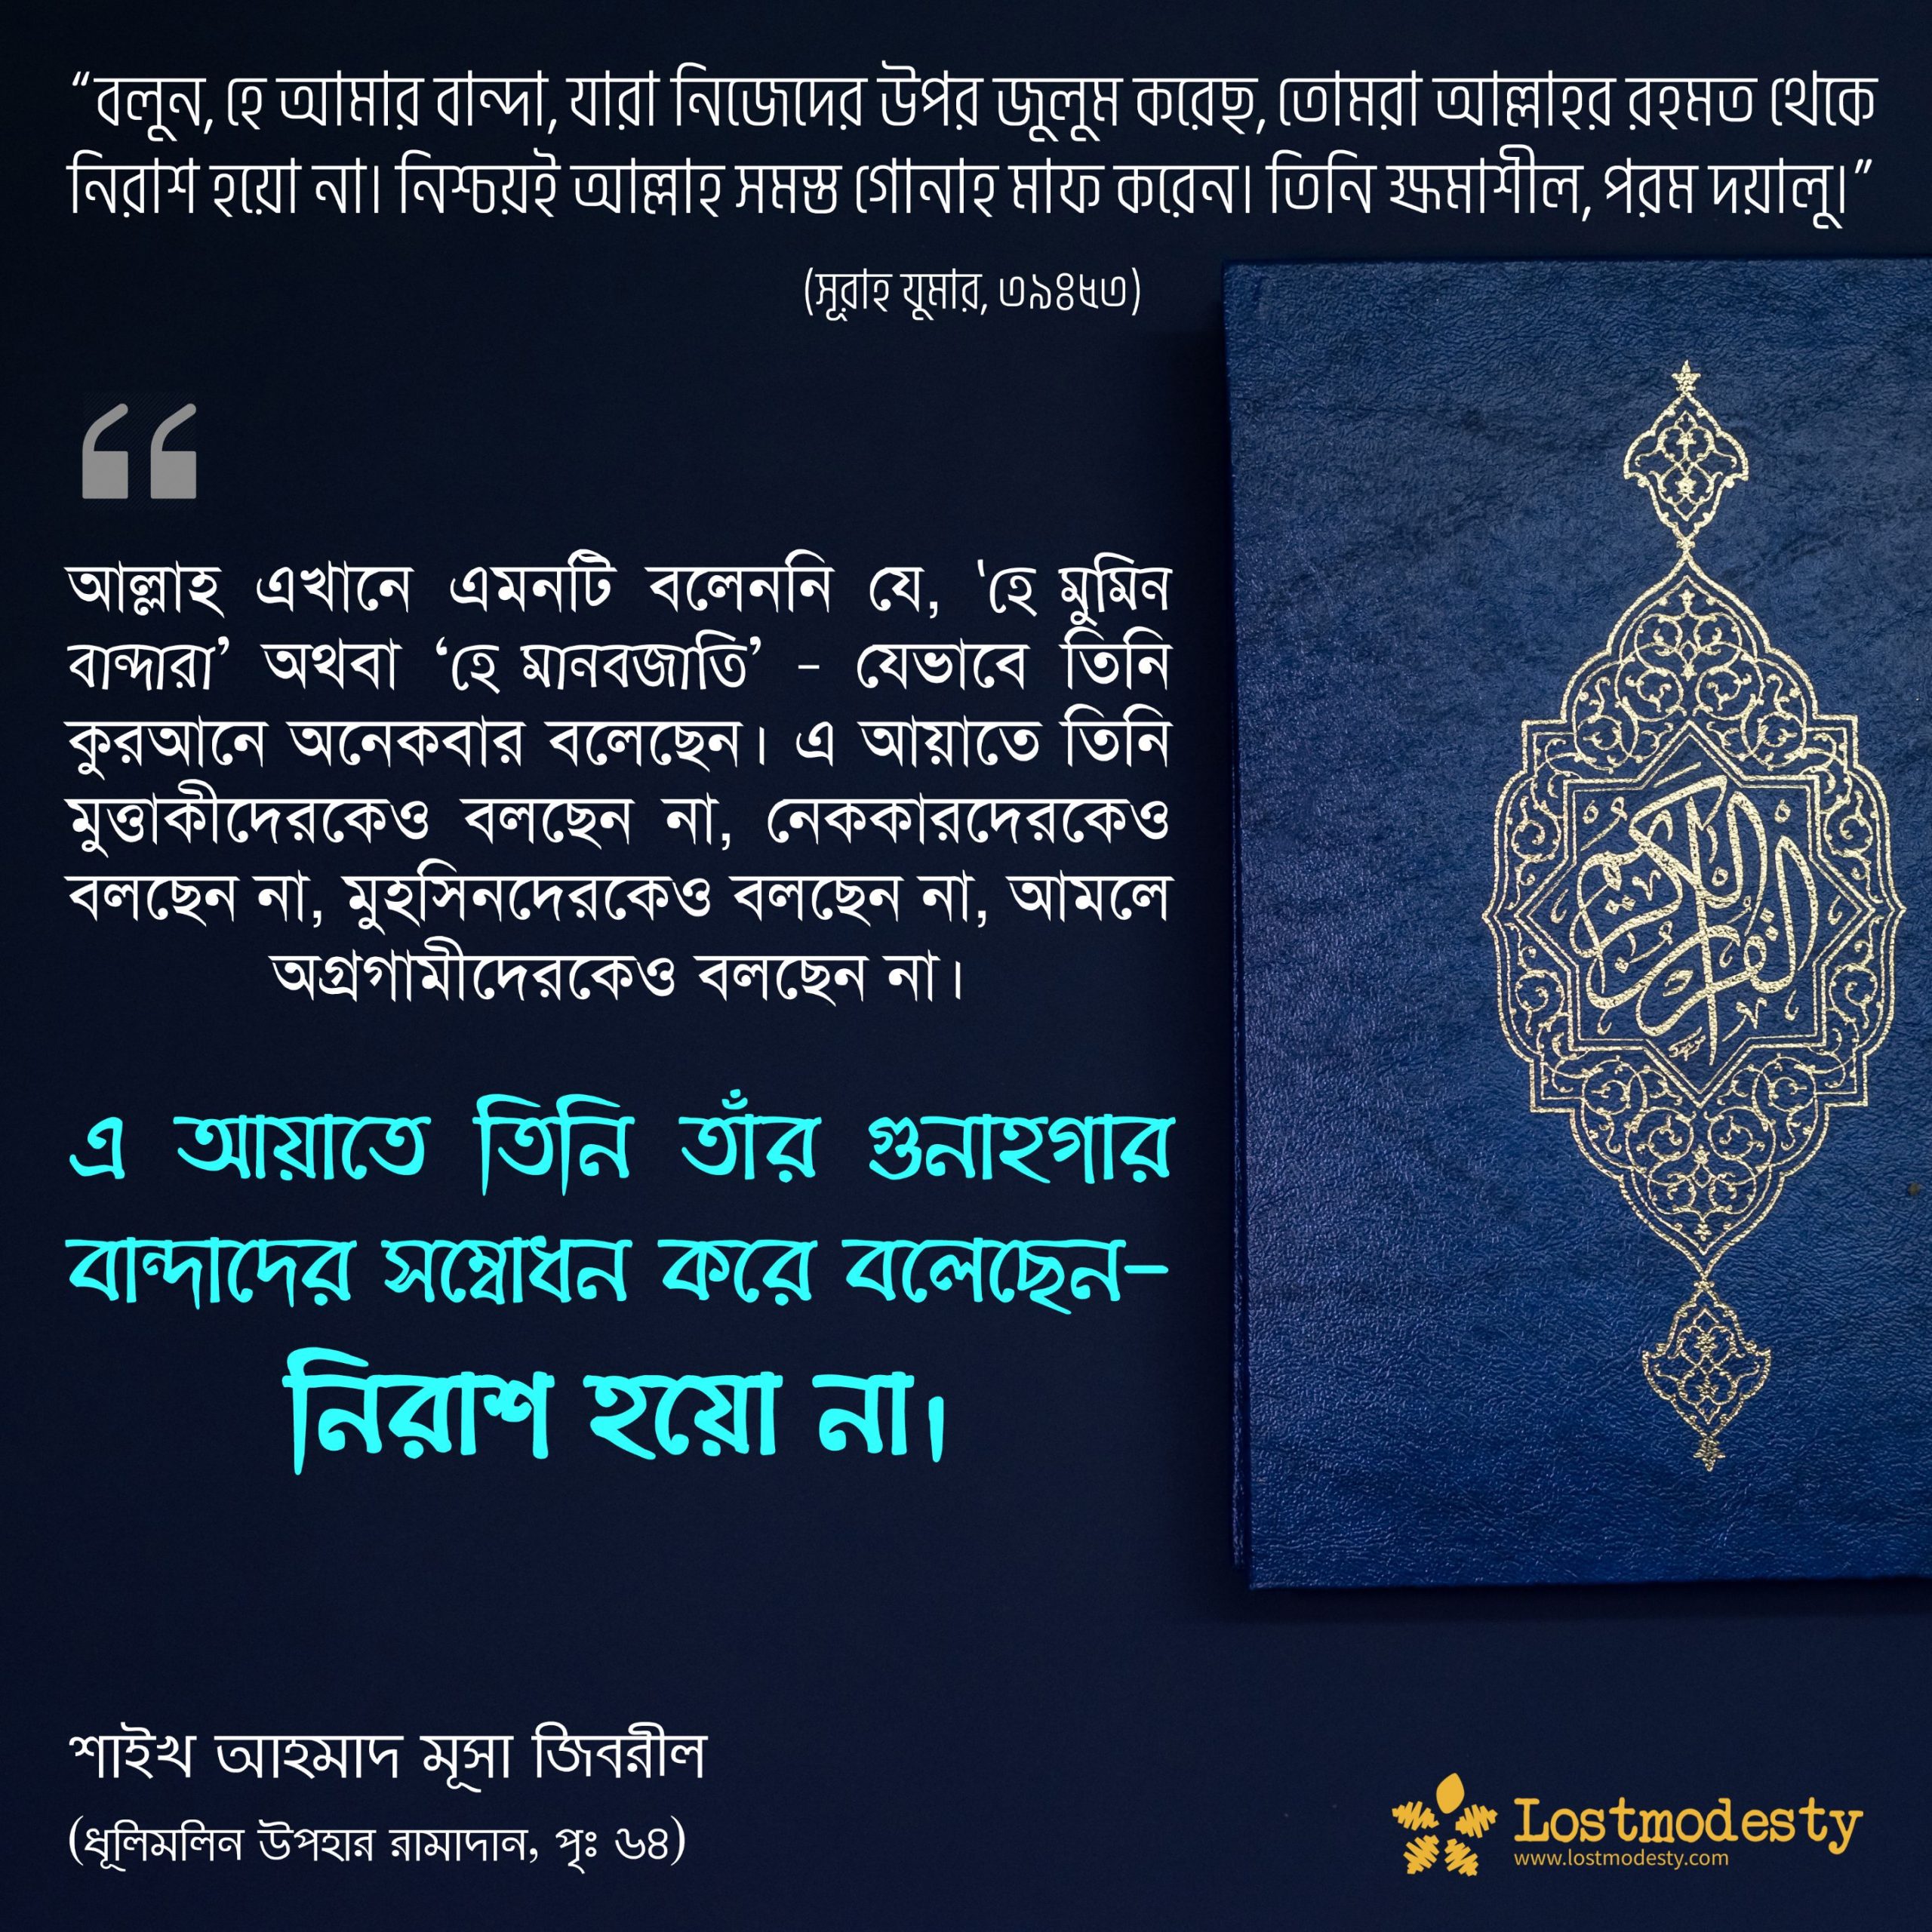 “বলুন, হে আমার বান্দা, যারা নিজেদের উপর জুলুম করেছ, তোমরা আল্লাহর রহমত থেকে
নিরাশ হয়ো না। নিশ্চয়ই আল্লাহ সমস্ত গোনাহ মাফ করেন। তিনি ক্ষমাশীল, পরম দয়ালু।”
(সূরাহ যুমার, ৩৯ঃ৫৩)
“
আল্লাহ এখানে এমনটি বলেননি যে, 'হে মুমিন
বান্দারা’ অথবা ‘হে মানবজাতি’ - যেভাবে তিনি
কুরআনে অনেকবার বলেছেন। এ আয়াতে তিনি
মুত্তাকীদেরকেও বলছেন না, নেককারদেরকেও
বলছেন না, মুহসিনদেরকেও বলছেন না, আমলে
অগ্রগামীদেরকেও বলছেন না।
এ আয়াতে তিনি তাঁর গুনাহগার
বান্দাদের সম্বোধন করে বলেছেন–
নিরাশ হয়ো না।
القرآن الكريم
শাইখ আহমাদ মূসা জিবরীল
(ধূলিমলিন উপহার রামাদান, পৃঃ ৬৪)
Lostmodesty
www.lostmodesty.com